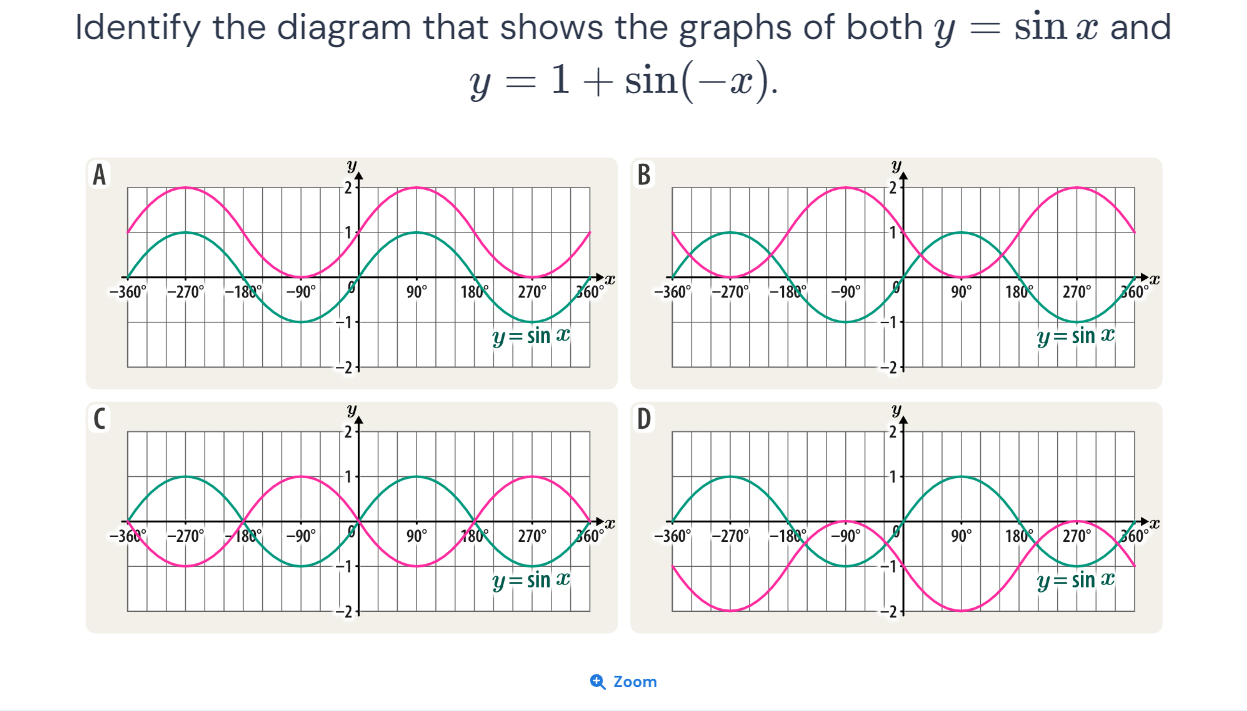 Identify the diagram that shows the graphs of both y = sin x and
y = 1 + sin(−x).
A
y
2
1
0
−1
−2
−360° −270° −180° −90° 90° 180° 270° 360° x
y = sin x
B
y
2
1
0
−1
−2
−360° −270° −180° −90° 90° 180° 270° 360° x
y = sin x
C
y
2
1
0
−1
−2
−360° −270° −180° −90° 90° 180° 270° 360° x
y = sin x
D
y
2
1
0
−1
−2
−360° −270° −180° −90° 90° 180° 270° 360° x
y = sin x
Zoom